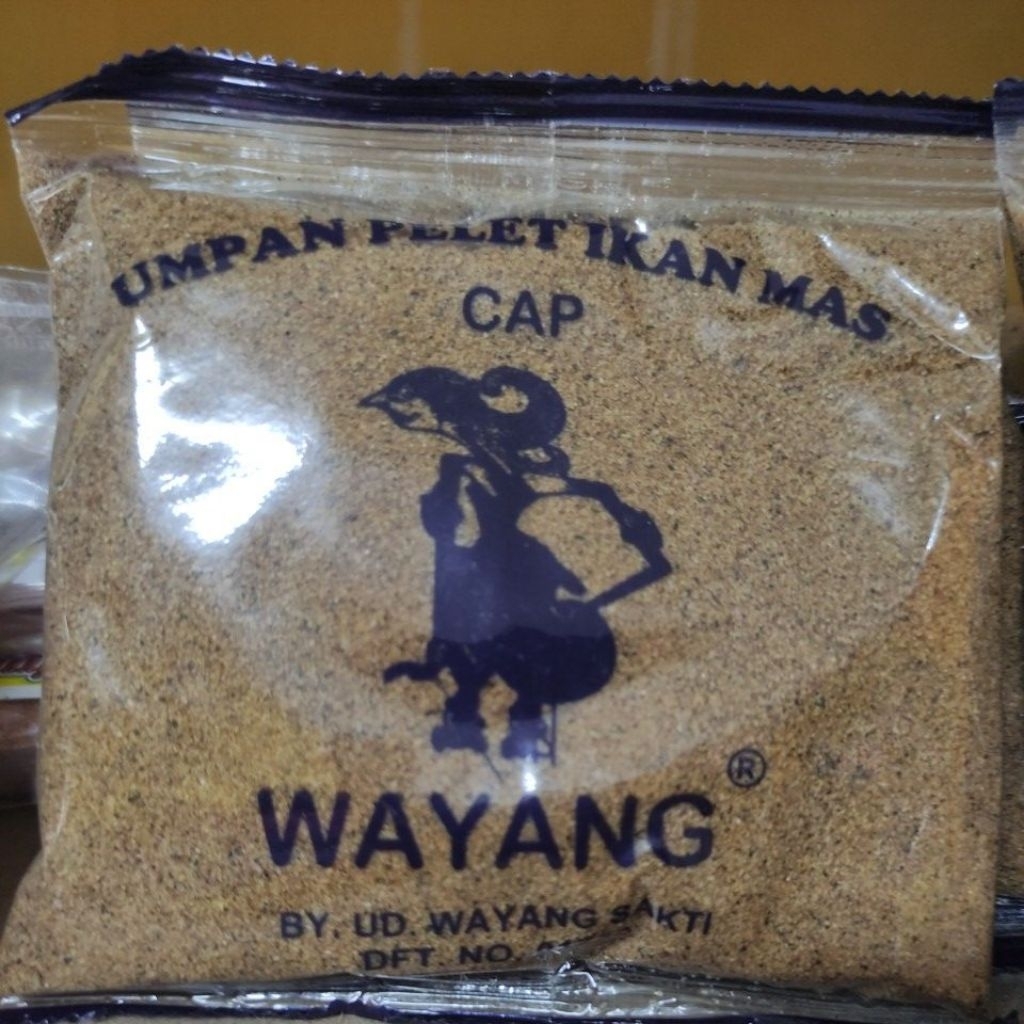 UMPAN PELET IKAN MAS
CAP
WAYANG ®
BY. UD. WAYANG SAKTI
DFT. NO.